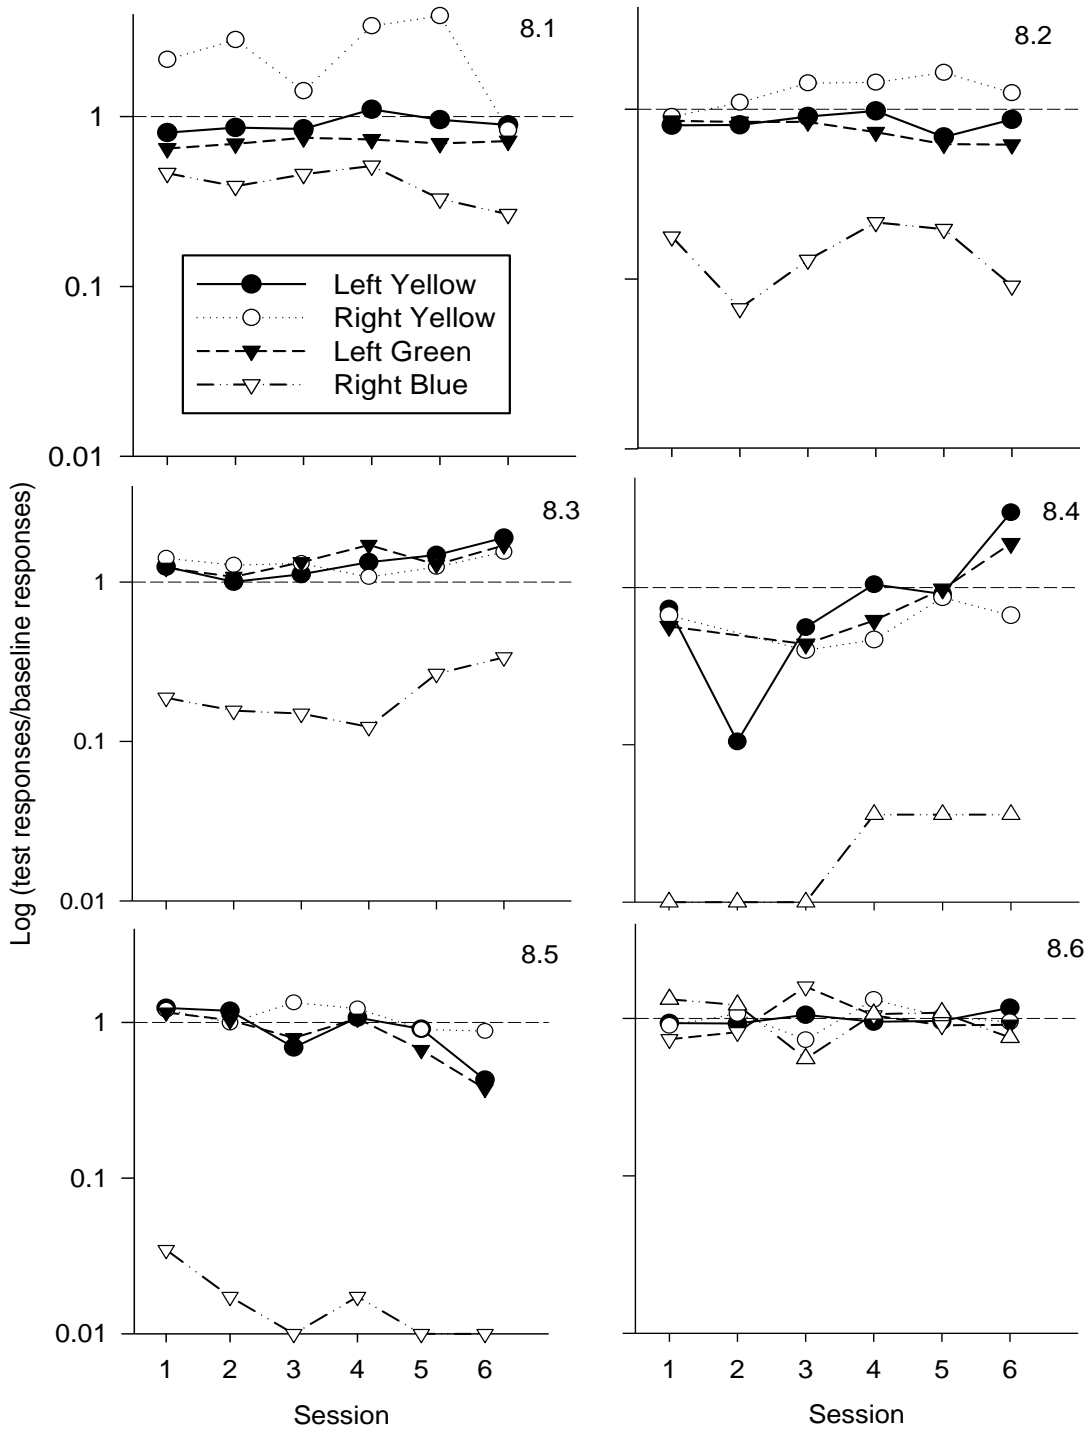 8.1
8.2
1
0.1
0.01
Left Yellow
Right Yellow
Left Green
Right Blue
Log (test responses/baseline responses)
8.3
8.4
1
0.1
0.01
8.5
8.6
1
0.1
0.01
1 2 3 4 5 6
1 2 3 4 5 6
Session
Session